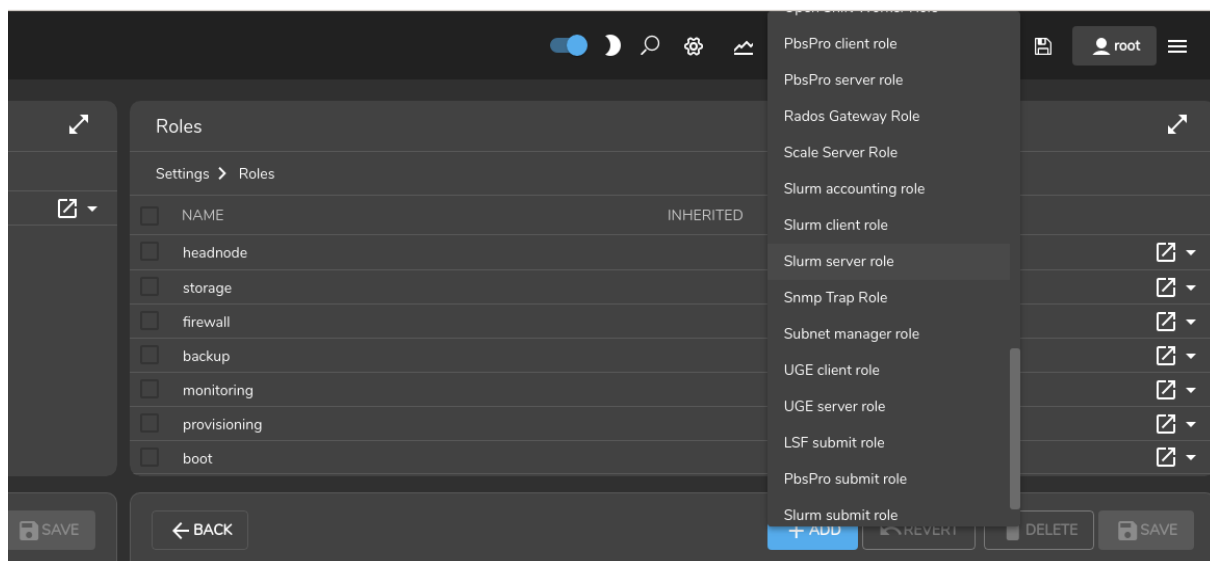 PbsPro client role
root
PbsPro server role
Rados Gateway Role
Scale Server Role
Slurm accounting role
Slurm client role
Slurm server role
Snmp Trap Role
Subnet manager role
UGE client role
UGE server role
LSF submit role
PbsPro submit role
Slurm submit role
Roles
Settings > Roles
NAME INHERITED
headnode
storage
firewall
backup
monitoring
provisioning
boot
SAVE
BACK
+ ADD
REVERT
DELETE
SAVE